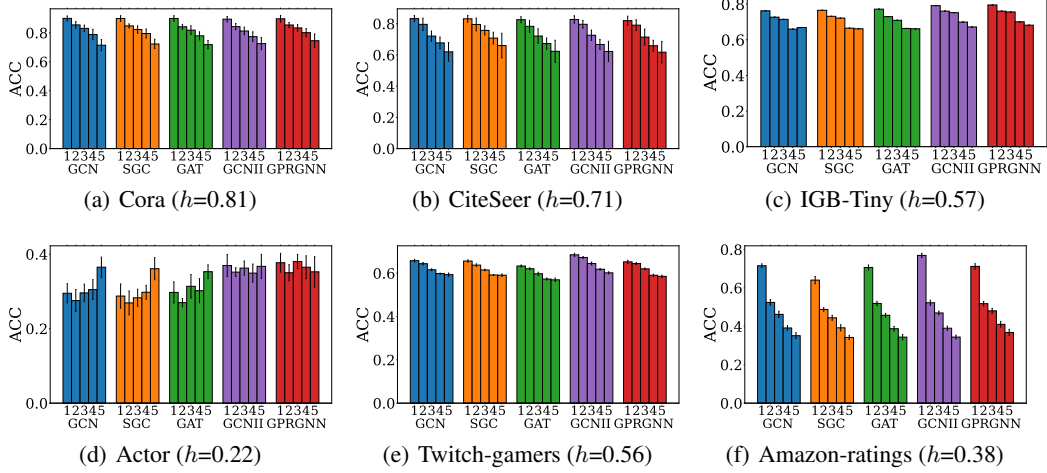 ACC
0.8
0.6
0.4
0.2
0.0
12345 12345 12345 12345 12345
GCN SGC GAT GCNII GPRGNN
(a) Cora (h=0.81)
ACC
0.8
0.6
0.4
0.2
0.0
12345 12345 12345 12345 12345
GCN SGC GAT GCNII GPRGNN
(b) CiteSeer (h=0.71)
ACC
0.8
0.6
0.4
0.2
0.0
12345 12345 12345 12345 12345
GCN SGC GAT GCNII GPRGNN
(c) IGB-Tiny (h=0.57)
ACC
0.4
0.2
0.0
12345 12345 12345 12345 12345
GCN SGC GAT GCNII GPRGNN
(d) Actor (h=0.22)
ACC
0.6
0.4
0.2
0.0
12345 12345 12345 12345 12345
GCN SGC GAT GCNII GPRGNN
(e) Twitch-gamers (h=0.56)
ACC
0.8
0.6
0.4
0.2
0.0
12345 12345 12345 12345 12345
GCN SGC GAT GCNII GPRGNN
(f) Amazon-ratings (h=0.38)